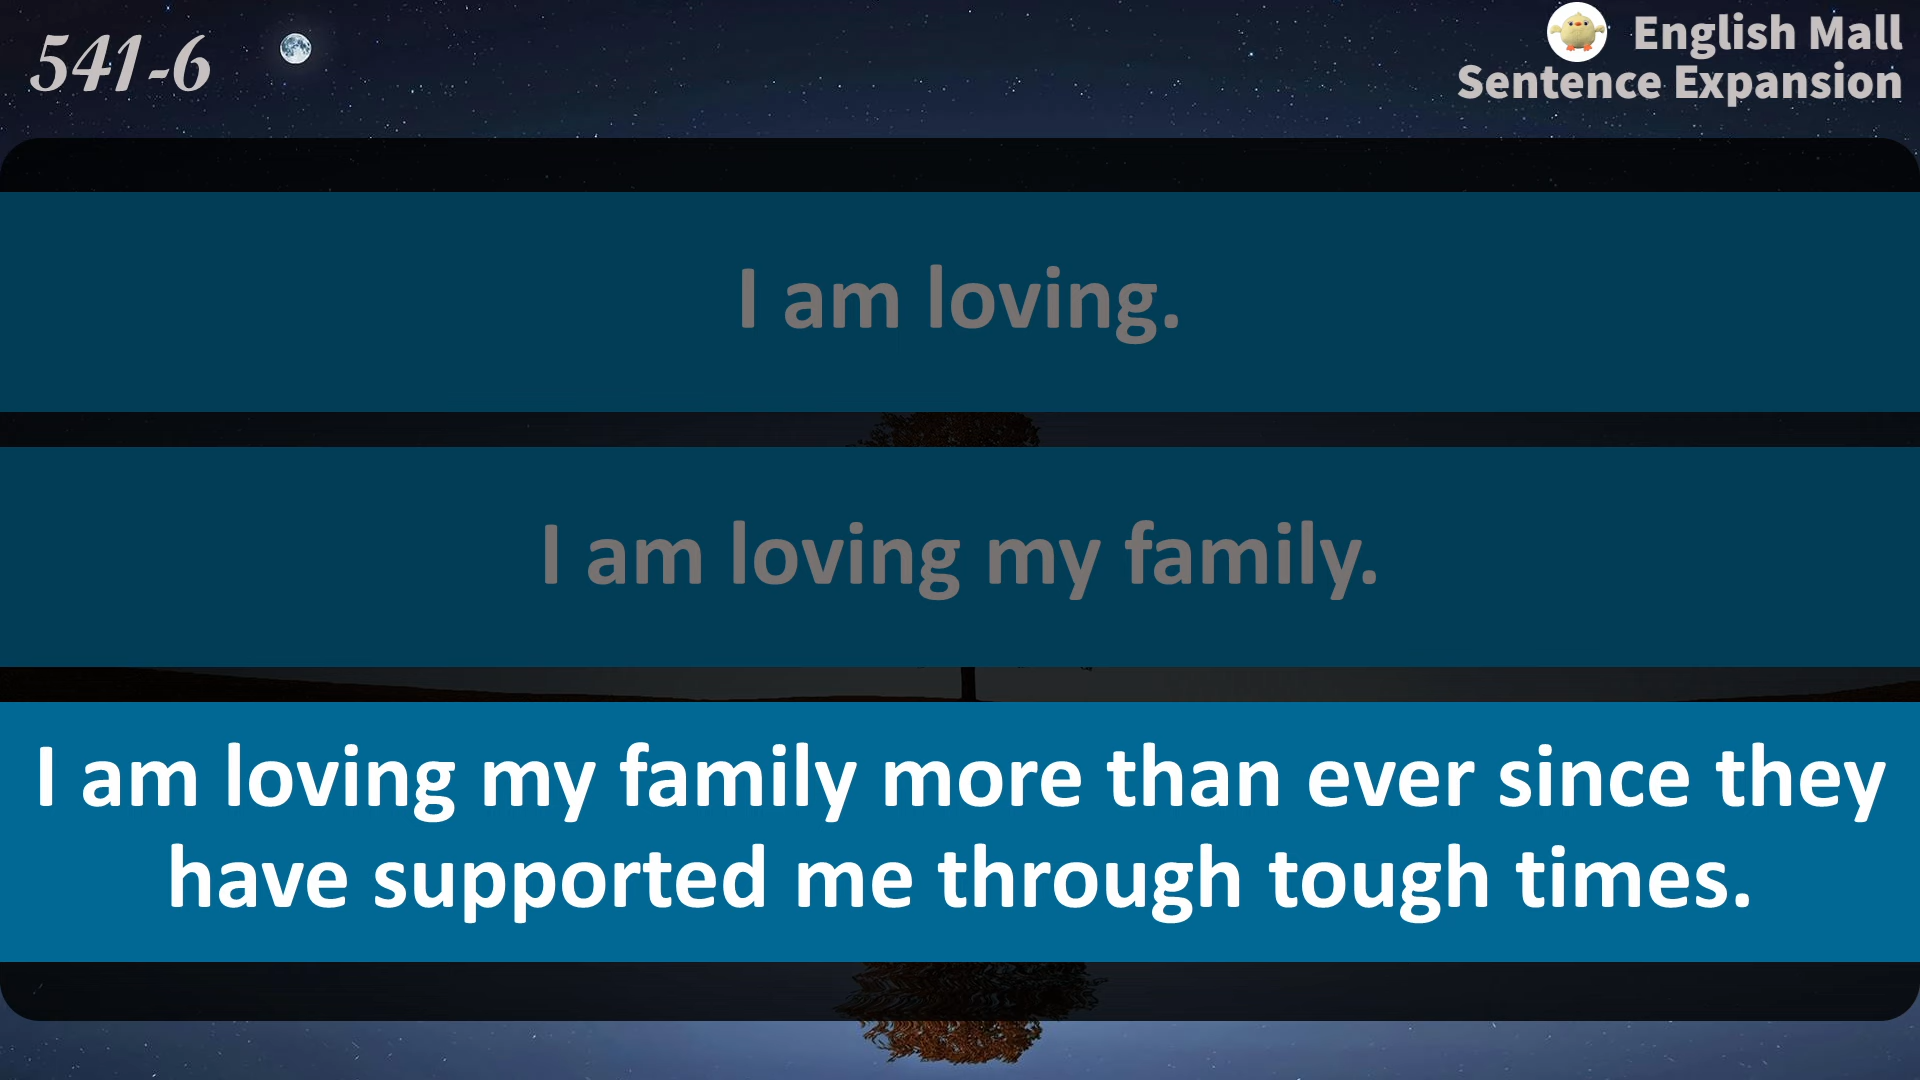 541-6
English Mall
Sentence Expansion
I am loving.
I am loving my family.
I am loving my family more than ever since they
have supported me through tough times.